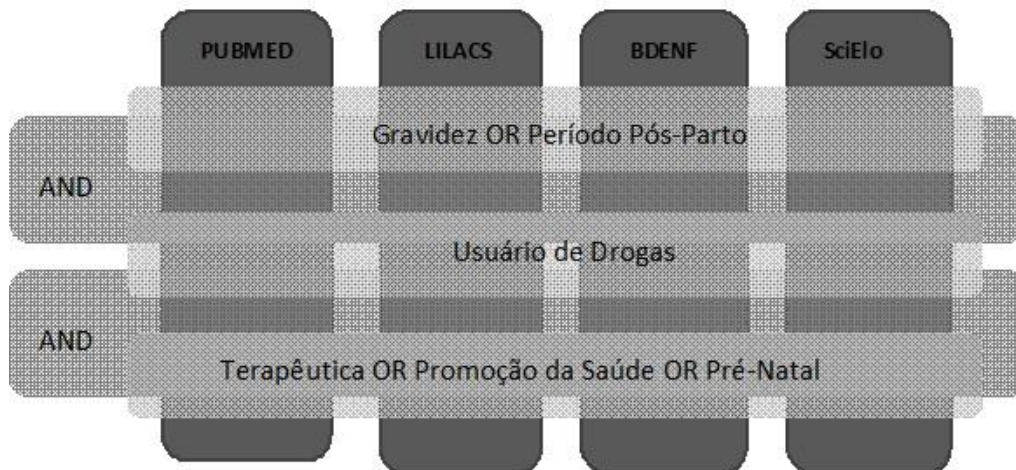 PUBMED LILACS BDENF SciElo
Gravidez OR Período Pós-Parto
AND
Usuário de Drogas
AND
Terapêutica OR Promoção da Saúde OR Pré-Natal